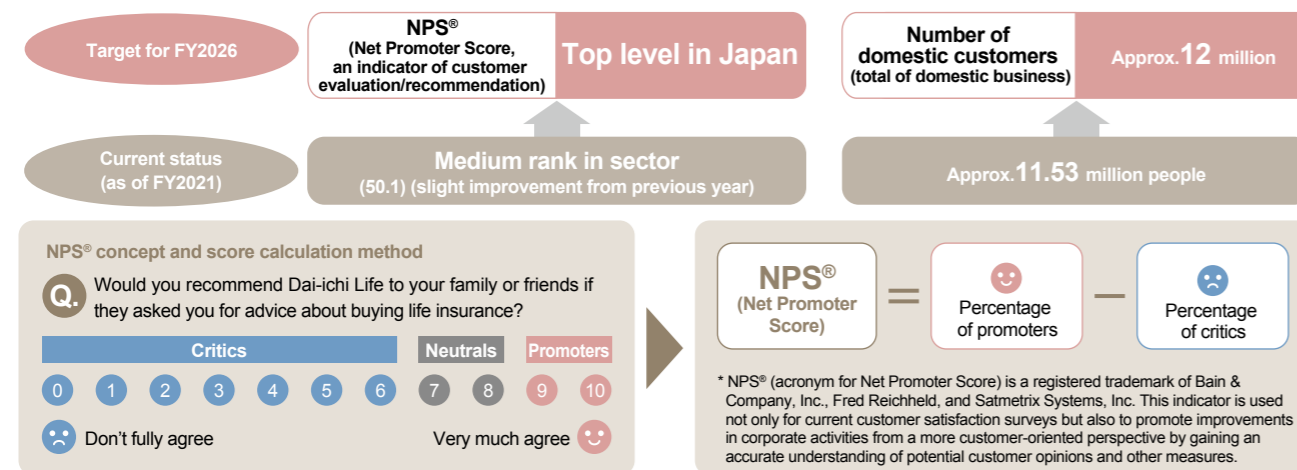 Target for FY2026
NPS®
(Net Promoter Score,
an indicator of customer
evaluation/recommendation)
Top level in Japan
Number of
domestic customers
(total of domestic business)
Approx.12 million
Current status
(as of FY2021)
Medium rank in sector
(50.1) (slight improvement from previous year)
Approx.11.53 million people
NPS® concept and score calculation method
Q.
Would you recommend Dai-ichi Life to your family or friends if
they asked you for advice about buying life insurance?
Critics
Neutrals
Promoters
0 1 2 3 4 5 6 7 8 9 10
Don't fully agree
Very much agree
NPS®
(Net Promoter
Score)
=
Percentage
of promoters
−
Percentage
of critics
* NPS® (acronym for Net Promoter Score) is a registered trademark of Bain &
Company, Inc., Fred Reichheld, and Satmetrix Systems, Inc. This indicator is used
not only for current customer satisfaction surveys but also to promote improvements
in corporate activities from a more customer-oriented perspective by gaining an
accurate understanding of potential customer opinions and other measures.